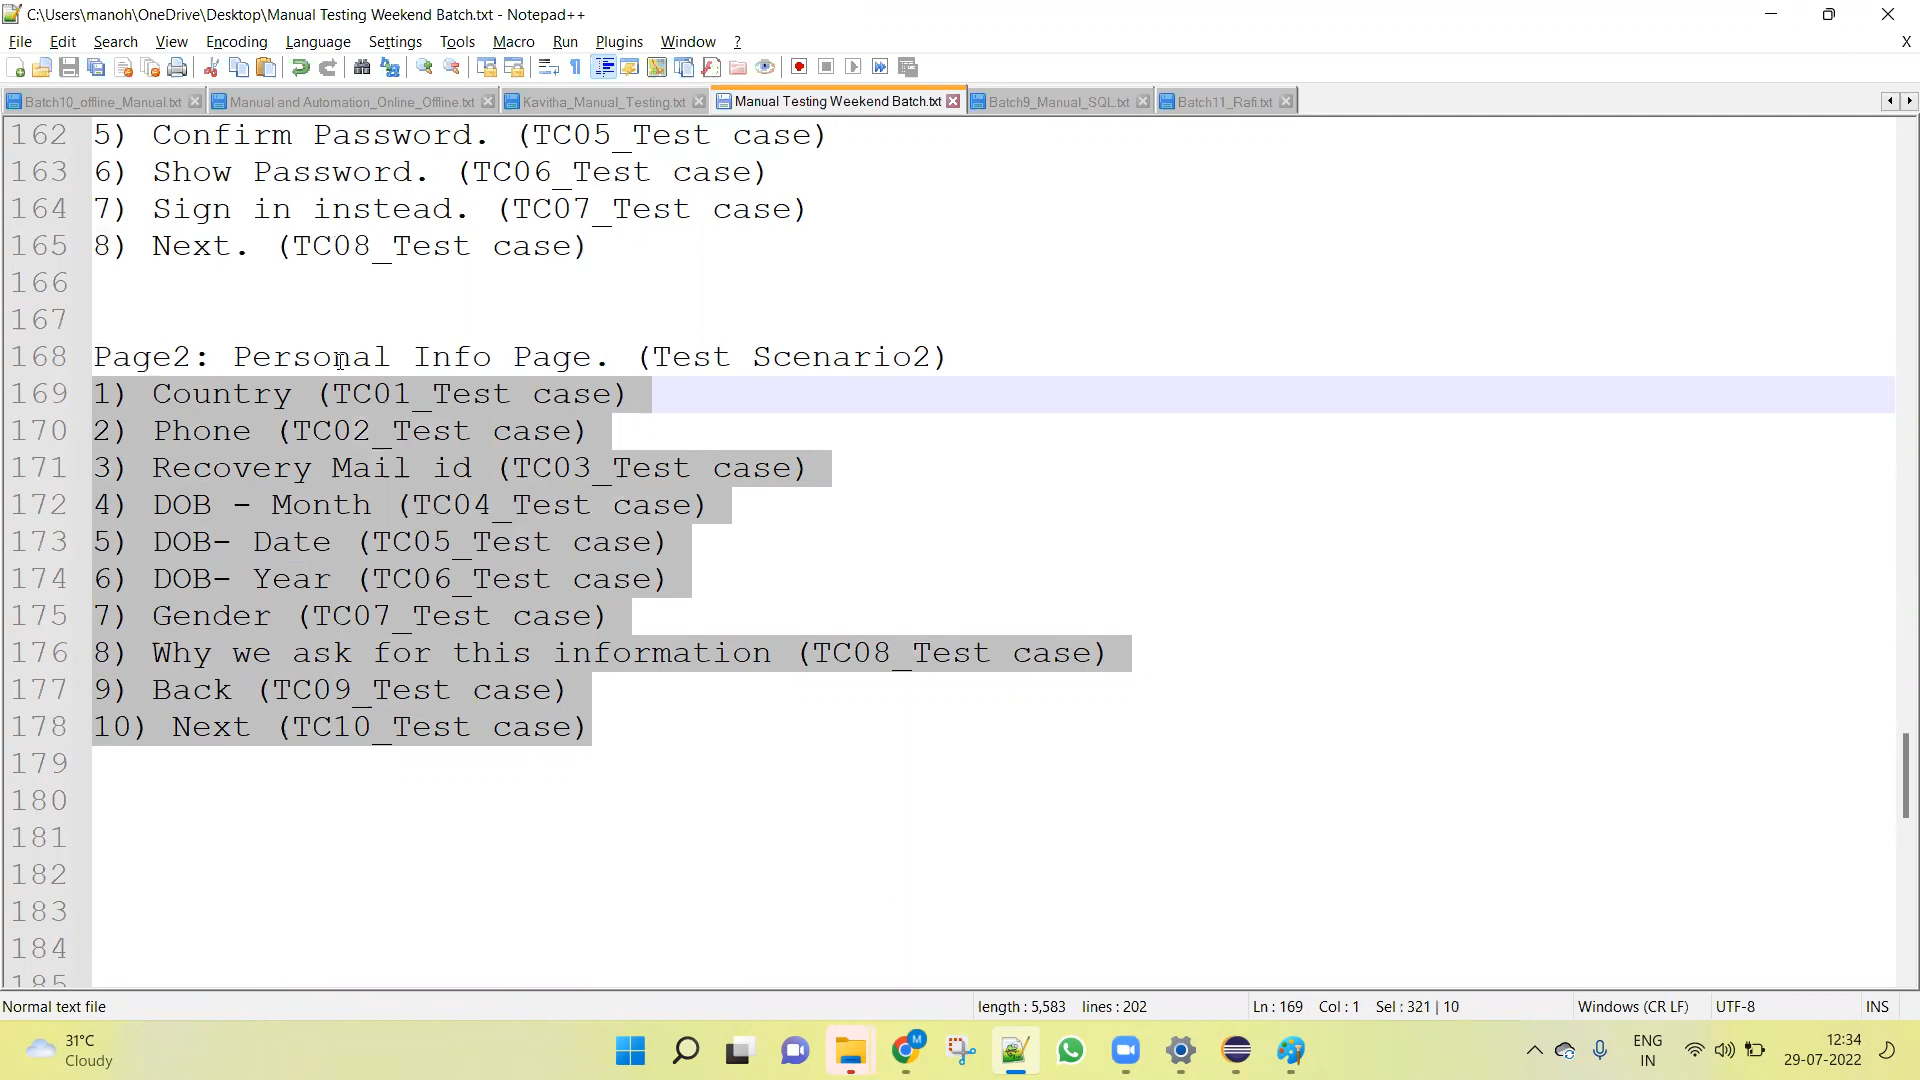 C:\Users\manoh\OneDrive\Desktop\Manual Testing Weekend Batch.txt - Notepad++
File Edit Search View Encoding Language Settings Tools Macro Run Plugins Window ? X
Batch10_offline_Manual.txt Manual and Automation_Online_Offline.txt Kavitha_Manual_Testing.txt Manual Testing Weekend Batch.txt Batch9_Manual_SQL.txt Batch11_Rafi.txt
162 5) Confirm Password. (TC05_Test case)
163 6) Show Password. (TC06_Test case)
164 7) Sign in instead. (TC07_Test case)
165 8) Next. (TC08_Test case)
166
167
168 Page2: Personal Info Page. (Test Scenario2)
169 1) Country (TC01_Test case)
170 2) Phone (TC02_Test case)
171 3) Recovery Mail id (TC03_Test case)
172 4) DOB - Month (TC04_Test case)
173 5) DOB- Date (TC05_Test case)
174 6) DOB- Year (TC06_Test case)
175 7) Gender (TC07_Test case)
176 8) Why we ask for this information (TC08_Test case)
177 9) Back (TC09_Test case)
178 10) Next (TC10_Test case)
179
180
181
182
183
184
185
Normal text file length : 5,583 lines : 202 Ln : 169 Col : 1 Sel : 321 | 10 Windows (CR LF) UTF-8 INS
31°C
Cloudy
ENG
IN
12:34
29-07-2022